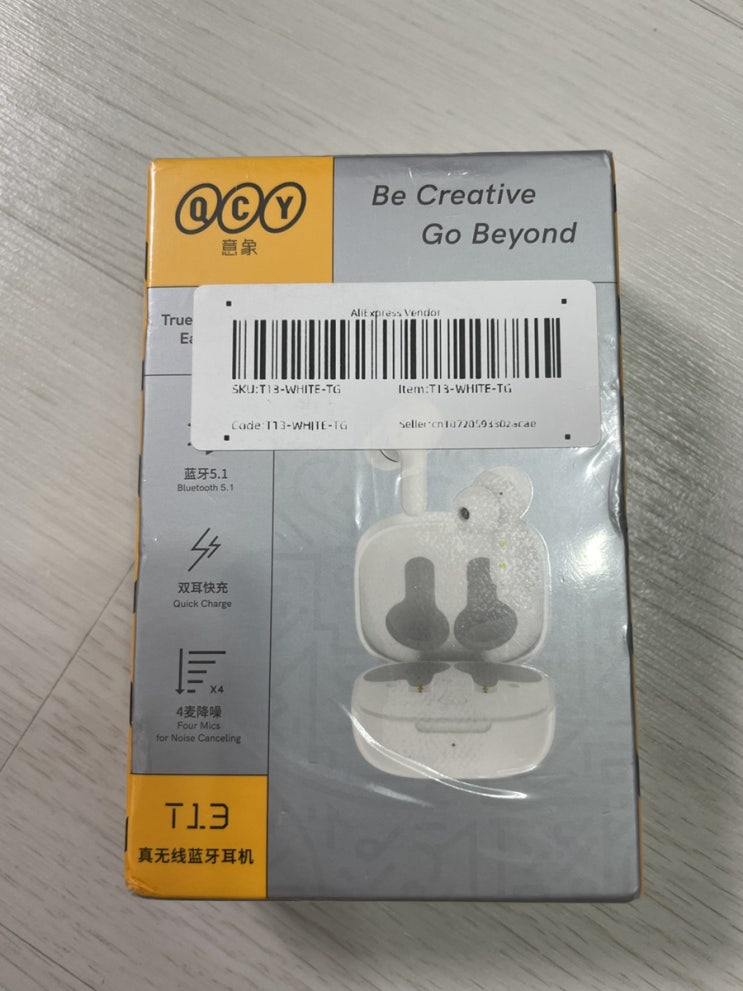 QCY
意象
Be Creative
Go Beyond
True
AliExpress Vendor
SKU:T13-WHITE-TG
Item:T13-WHITE-TG
Code:T13-WHITE-TG
蓝牙5.1
Bluetooth 5.1
双耳快充
Quick Charge
X4
4麦降噪
Four Mics
for Noise Canceling
T13
真无线蓝牙耳机